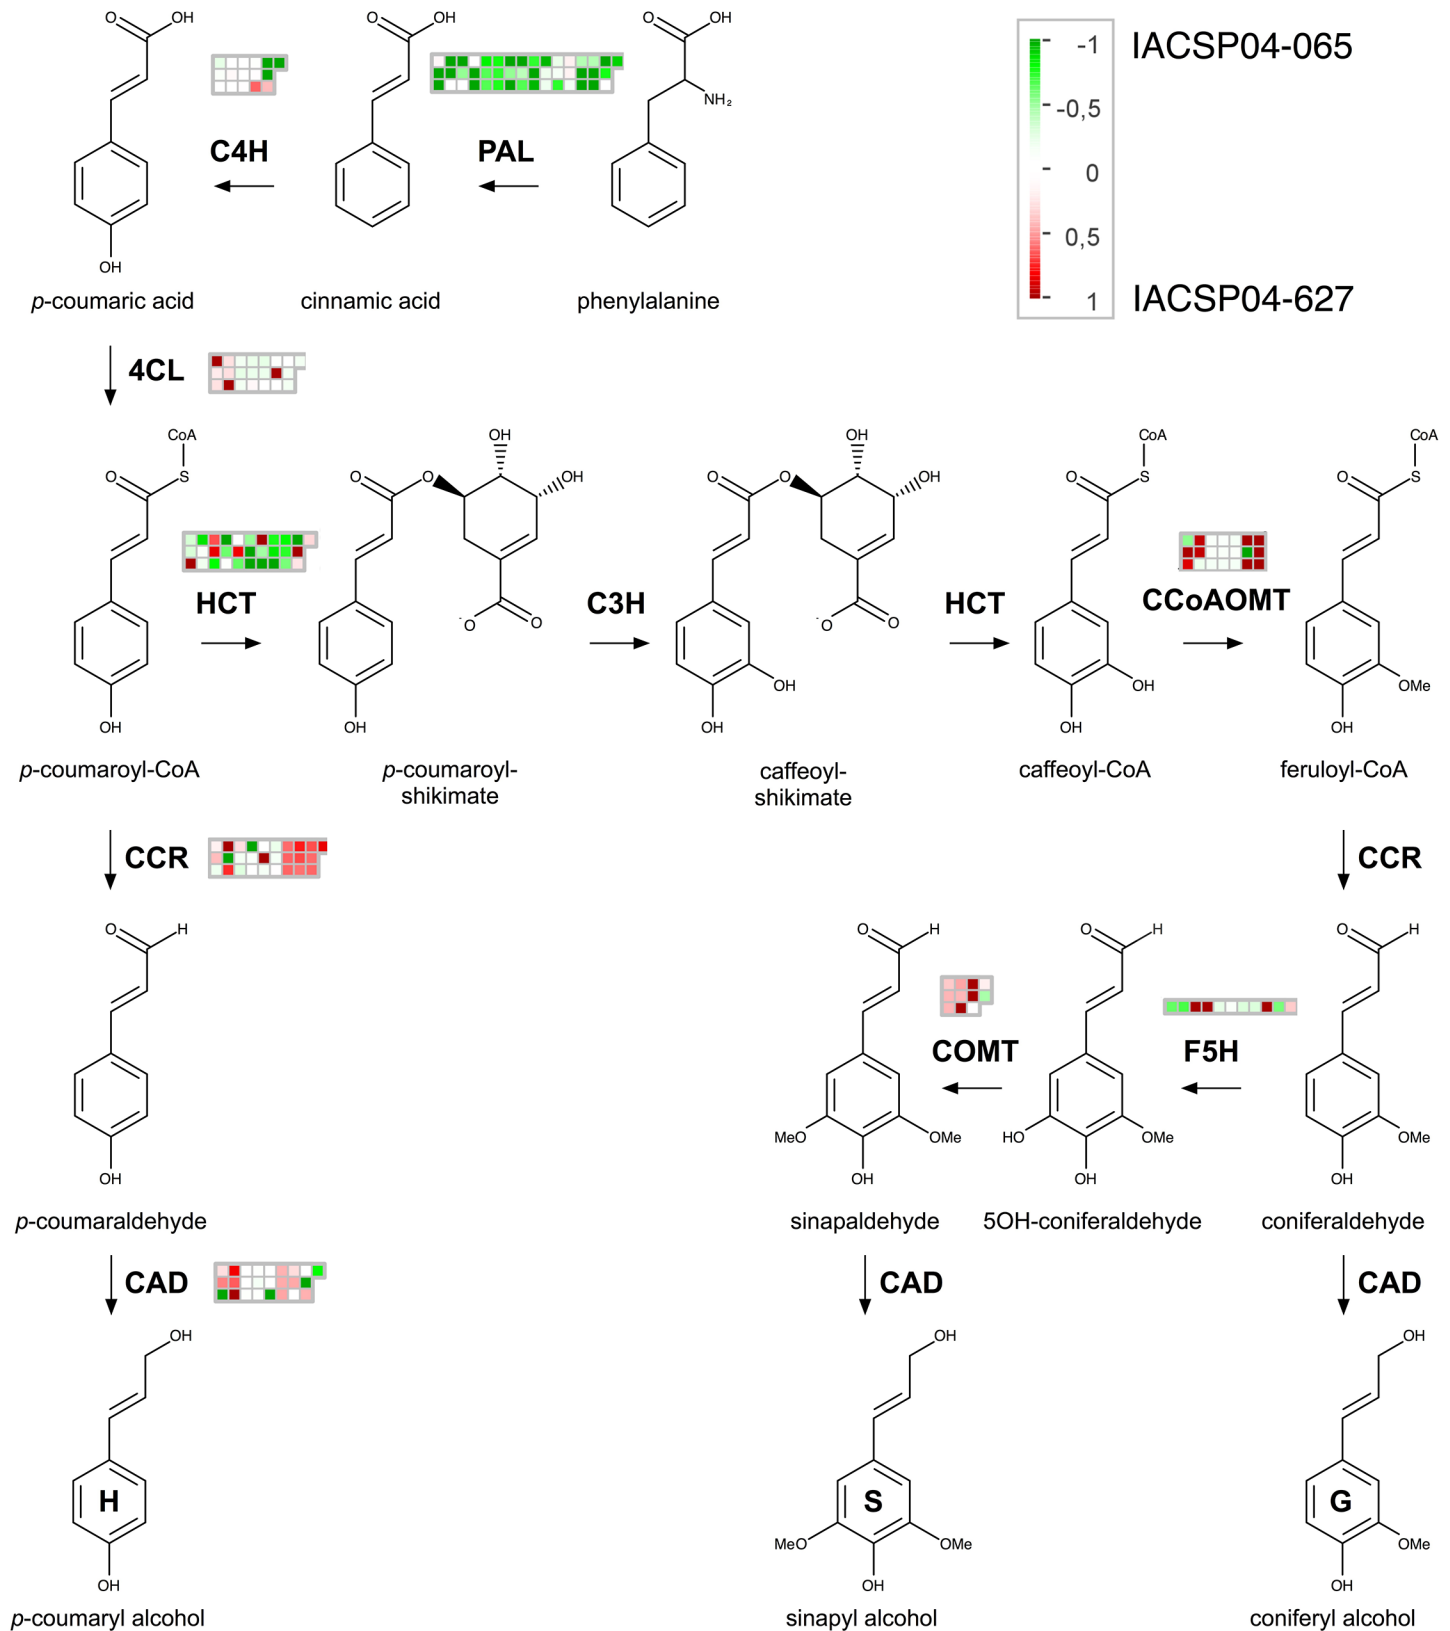 O
OH
O
OH
O
OH
-1
IACSP04-065
NH₂
-0,5
C4H
PAL
0
0,5
OH
1
IACSP04-627
p-coumaric acid
cinnamic acid
phenylalanine
4CL
CoA
OH
OH
CoA
CoA
O
S
O
O
OH
O
O
OH
O
S
O
S
HCT
C3H
HCT
CCoAOMT
-O
O
-O
O
OH
OH
OMe
OH
OH
OH
OH
OH
p-coumaroyl-CoA
p-coumaroyl-
shikimate
caffeoyl-
shikimate
caffeoyl-CoA
feruloyl-CoA
CCR
CCR
O
H
O
H
O
H
O
H
COMT
F5H
MeO
OMe
HO
OMe
OMe
OH
OH
OH
OH
p-coumaraldehyde
sinapaldehyde
5OH-coniferaldehyde
coniferaldehyde
CAD
CAD
CAD
OH
OH
OH
H
S
G
MeO
OMe
OMe
OH
OH
OH
p-coumaryl alcohol
sinapyl alcohol
coniferyl alcohol